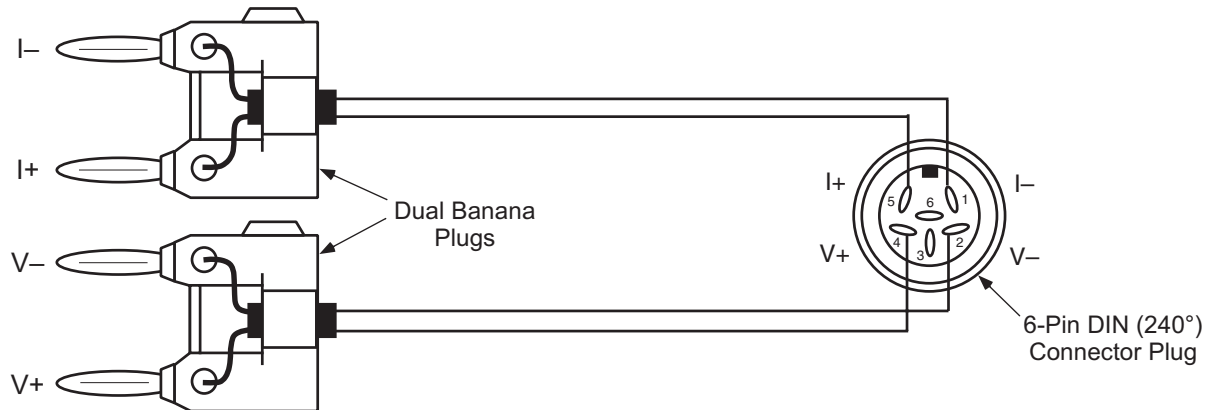 I–
I+
V–
V+
Dual Banana
Plugs
I+
I–
V+
V–
5
6
1
4
3
2
6-Pin DIN (240°)
Connector Plug